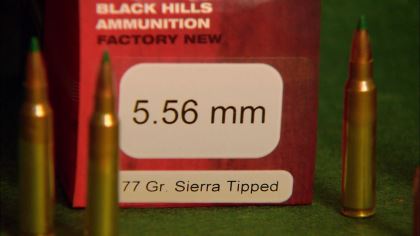 BLACK HILLS
AMMUNITION
FACTORY NEW
5.56 mm
77 Gr. Sierra Tipped